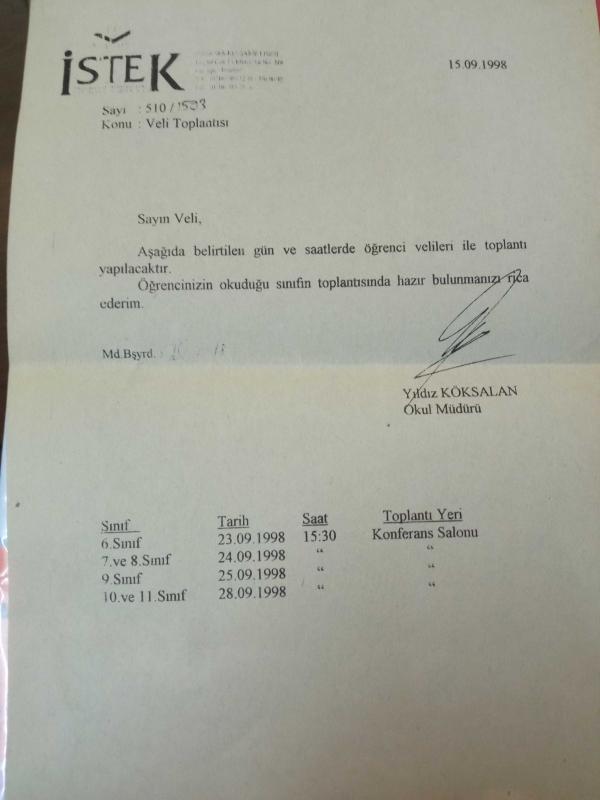 İSTEK
15.09.1998
Sayı : 510 /
Konu : Veli Toplantısı
Sayın Veli,
Aşağıda belirtilen gün ve saatlerde öğrenci velileri ile toplantı
yapılacaktır.
Öğrencinizin okuduğu sınıfın toplantısında hazır bulunmanızı rica
ederim.
Md.Bşyrd.
Yıldız KÖKSALAN
Okul Müdürü
Sınıf Tarih Saat Toplantı Yeri
6.Sınıf 23.09.1998 15:30 Konferans Salonu
7.ve 8.Sınıf 24.09.1998 “ “
9.Sınıf 25.09.1998 “ “
10.ve 11.Sınıf 28.09.1998 “ “